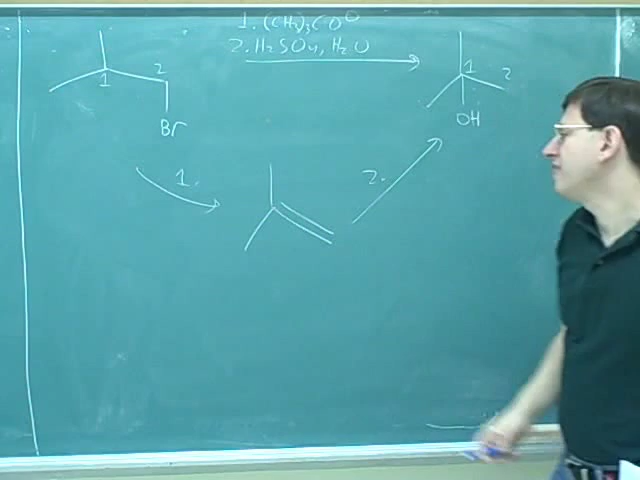 1. (CH3)3CO⊖
2. H2SO4, H2O
1
2
Br
1
2
OH
1.
2.